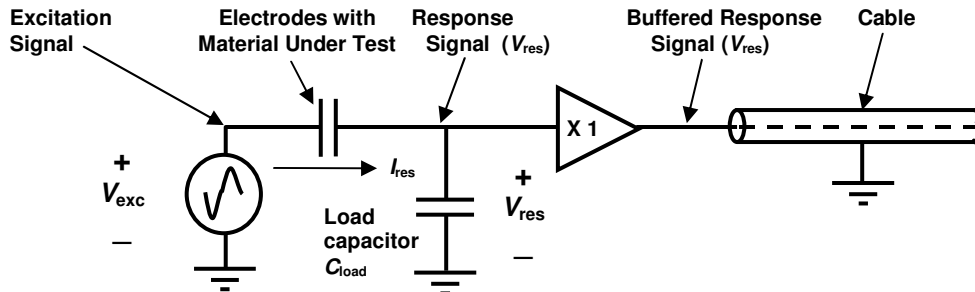 Excitation
Signal
Electrodes with
Material Under Test
Response
Signal (Vres)
Buffered Response
Signal (Vres)
Cable
X 1
+
Vexc
_
Ires
+
Vres
_
Load
capacitor
Cload